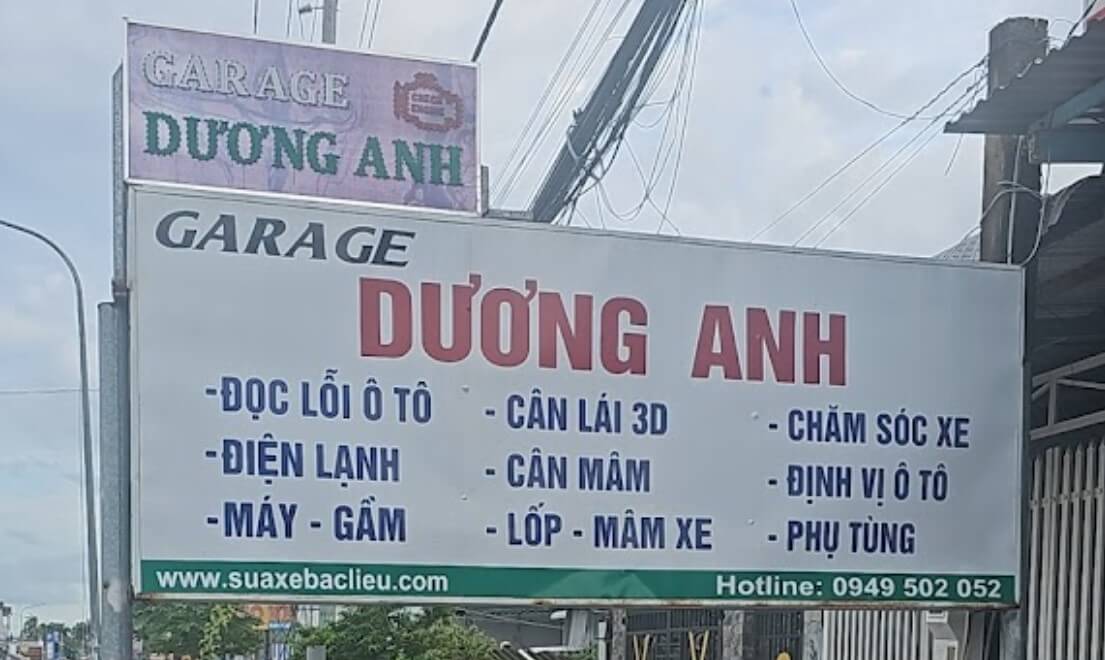 GARAGE
DƯƠNG ANH
GARAGE
DƯƠNG ANH
-ĐỌC LỖI Ô TÔ
-ĐIỆN LẠNH
-MÁY - GẦM
- CÂN LÁI 3D
- CÂN MÂM
- LỐP - MÂM XE
- CHĂM SÓC XE
- ĐỊNH VỊ Ô TÔ
- PHỤ TÙNG
www.suaxebaclieu.com
Hotline: 0949 502 052